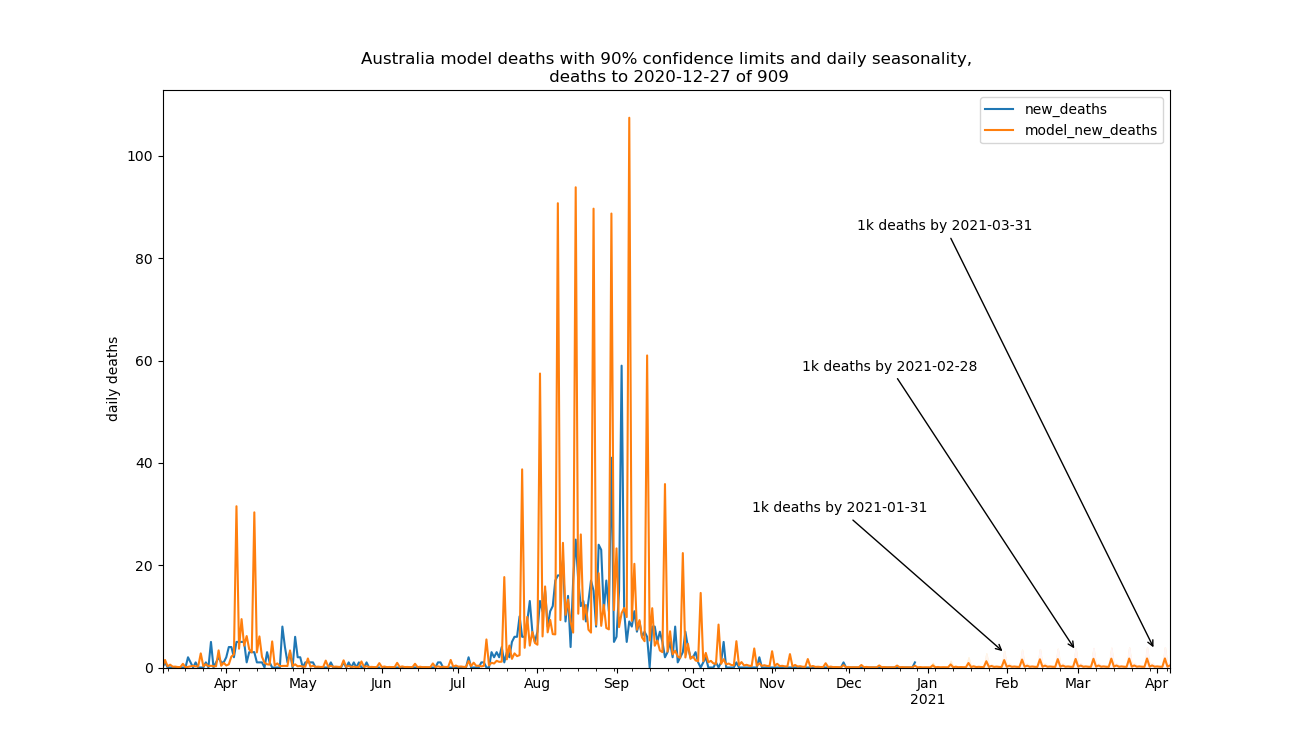 Australia model deaths with 90% confidence limits and daily seasonality,
deaths to 2020-12-27 of 909
new_deaths
model_new_deaths
100
80
60
40
20
0
daily deaths
1k deaths by 2021-03-31
1k deaths by 2021-02-28
1k deaths by 2021-01-31
Apr May Jun Jul Aug Sep Oct Nov Dec Jan Feb Mar Apr
2021